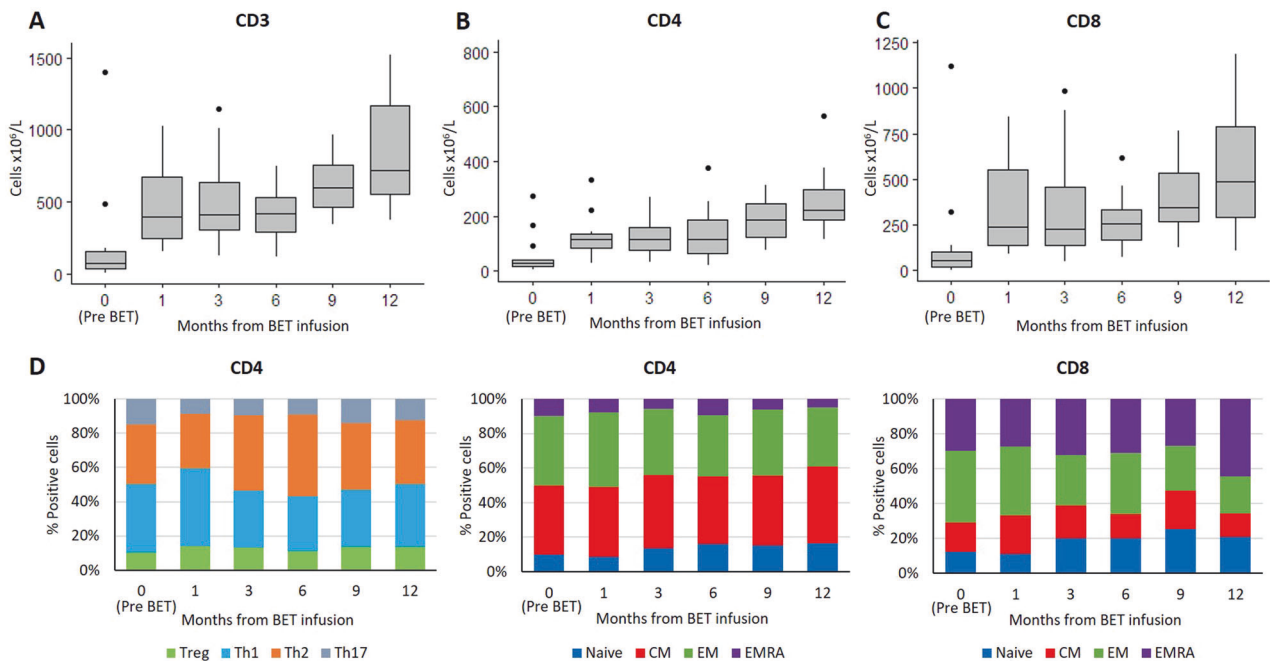 A
CD3
Cells x10⁶/L
1500
1000
500
0
0 1 3 6 9 12
(Pre BET)
Months from BET infusion
B
CD4
Cells x10⁶/L
800
600
400
200
0
0 1 3 6 9 12
(Pre BET)
Months from BET infusion
C
CD8
Cells x10⁶/L
1250
1000
750
500
250
0
0 1 3 6 9 12
(Pre BET)
Months from BET infusion
D
CD4
% Positive cells
100%
80%
60%
40%
20%
0%
0 1 3 6 9 12
(Pre BET)
Months from BET infusion
Treg Th1 Th2 Th17
CD4
% Positive cells
100%
80%
60%
40%
20%
0%
0 1 3 6 9 12
(Pre BET)
Months from BET infusion
Naive CM EM EMRA
CD8
% Positive cells
100%
80%
60%
40%
20%
0%
0 1 3 6 9 12
(Pre BET)
Months from BET infusion
Naive CM EM EMRA